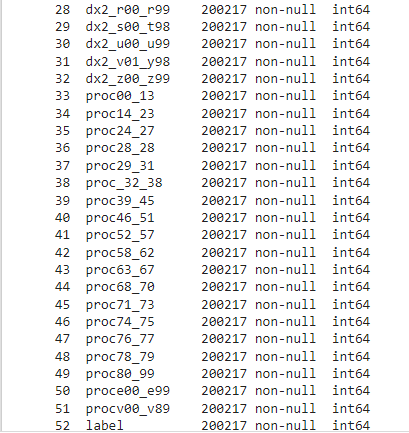 28 dx2_r00_r99 200217 non-null int64
29 dx2_s00_t98 200217 non-null int64
30 dx2_u00_u99 200217 non-null int64
31 dx2_v01_y98 200217 non-null int64
32 dx2_z00_z99 200217 non-null int64
33 proc00_13 200217 non-null int64
34 proc14_23 200217 non-null int64
35 proc24_27 200217 non-null int64
36 proc28_28 200217 non-null int64
37 proc29_31 200217 non-null int64
38 proc_32_38 200217 non-null int64
39 proc39_45 200217 non-null int64
40 proc46_51 200217 non-null int64
41 proc52_57 200217 non-null int64
42 proc58_62 200217 non-null int64
43 proc63_67 200217 non-null int64
44 proc68_70 200217 non-null int64
45 proc71_73 200217 non-null int64
46 proc74_75 200217 non-null int64
47 proc76_77 200217 non-null int64
48 proc78_79 200217 non-null int64
49 proc80_99 200217 non-null int64
50 proce00_e99 200217 non-null int64
51 procv00_v89 200217 non-null int64
52 label 200217 non-null int64